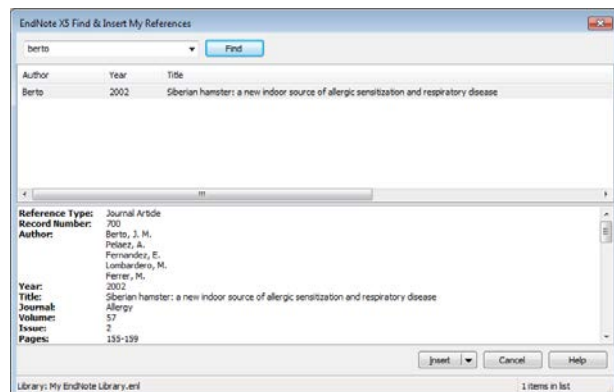 EndNote X5 Find & Insert My References
berto Find
Author Year Title
Berto 2002 Siberian hamster: a new indoor source of allergic sensitization and respiratory disease
Reference Type: Journal Article
Record Number: 700
Author: Berto, J. M.
Pelaez, A.
Fernandez, E.
Lombardero, M.
Ferrer, M.
Year: 2002
Title: Siberian hamster: a new indoor source of allergic sensitization and respiratory disease
Journal: Allergy
Volume: 57
Issue: 2
Pages: 155-159
Insert Cancel Help
Library: My EndNote Library.enl 1 items in list